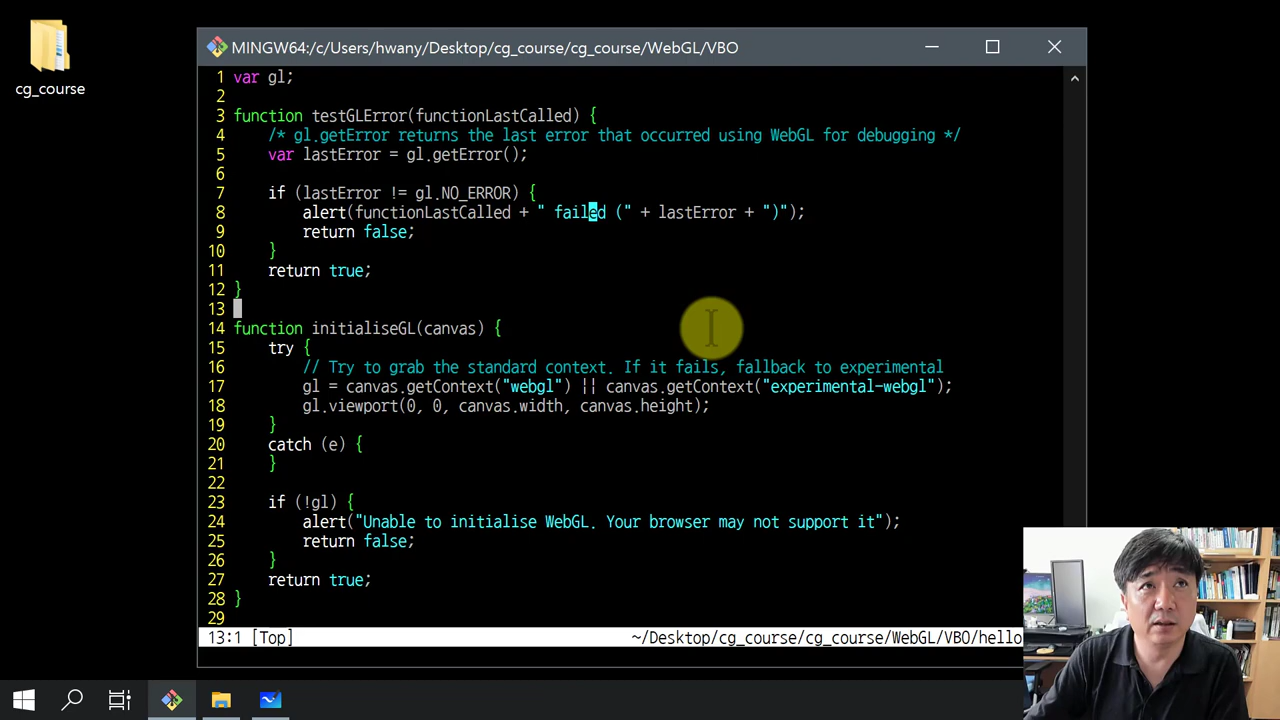 cg_course
MINGW64:/c/Users/hwany/Desktop/cg_course/cg_course/WebGL/VBO
1 var gl;
2
3 function testGLError(functionLastCalled) {
4     /* gl.getError returns the last error that occurred using WebGL for debugging */
5     var lastError = gl.getError();
6
7     if (lastError != gl.NO_ERROR) {
8         alert(functionLastCalled + " failed (" + lastError + ")");
9         return false;
10     }
11     return true;
12 }
13
14 function initialiseGL(canvas) {
15     try {
16         // Try to grab the standard context. If it fails, fallback to experimental
17         gl = canvas.getContext("webgl") || canvas.getContext("experimental-webgl");
18         gl.viewport(0, 0, canvas.width, canvas.height);
19     }
20     catch (e) {
21     }
22
23     if (!gl) {
24         alert("Unable to initialise WebGL. Your browser may not support it");
25         return false;
26     }
27     return true;
28 }
29
13:1 [Top] ~/Desktop/cg_course/cg_course/WebGL/VBO/hello